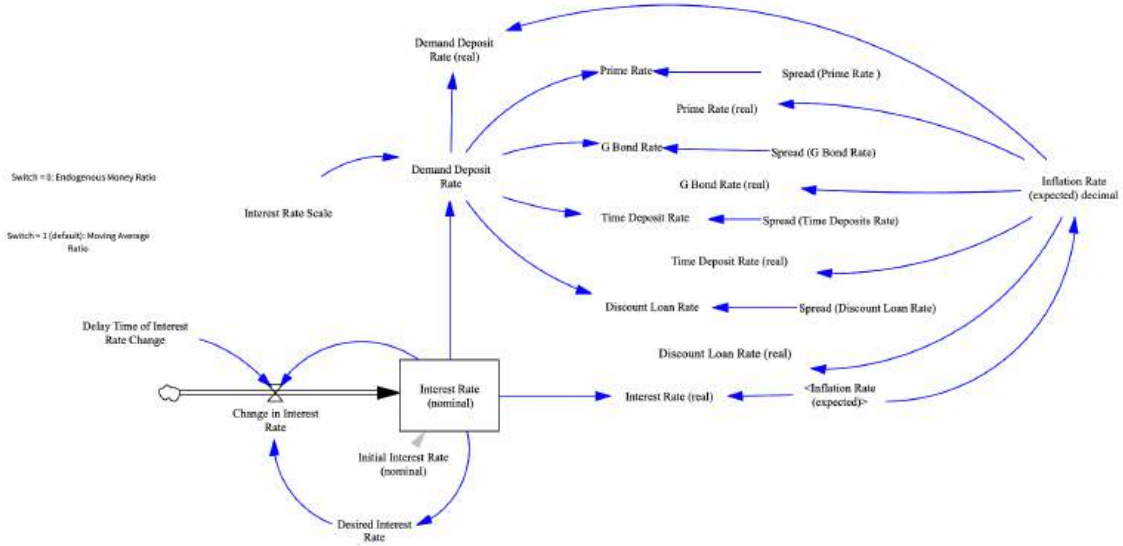 Demand Deposit
Rate (real)
Prime Rate
Spread (Prime Rate )
Prime Rate (real)
G Bond Rate
Spread (G Bond Rate)
Demand Deposit
Rate
Switch = 0: Endogenous Money Ratio
G Bond Rate (real)
Inflation Rate
(expected) decimal
Interest Rate Scale
Time Deposit Rate
Spread (Time Deposits Rate)
Switch = 1 (default): Moving Average
Ratio
Time Deposit Rate (real)
Discount Loan Rate
Spread (Discount Loan Rate)
Delay Time of Interest
Rate Change
Discount Loan Rate (real)
Interest Rate
(nominal)
Interest Rate (real)
<Inflation Rate
(expected)>
Change in Interest
Rate
Initial Interest Rate
(nominal)
Desired Interest
Rate